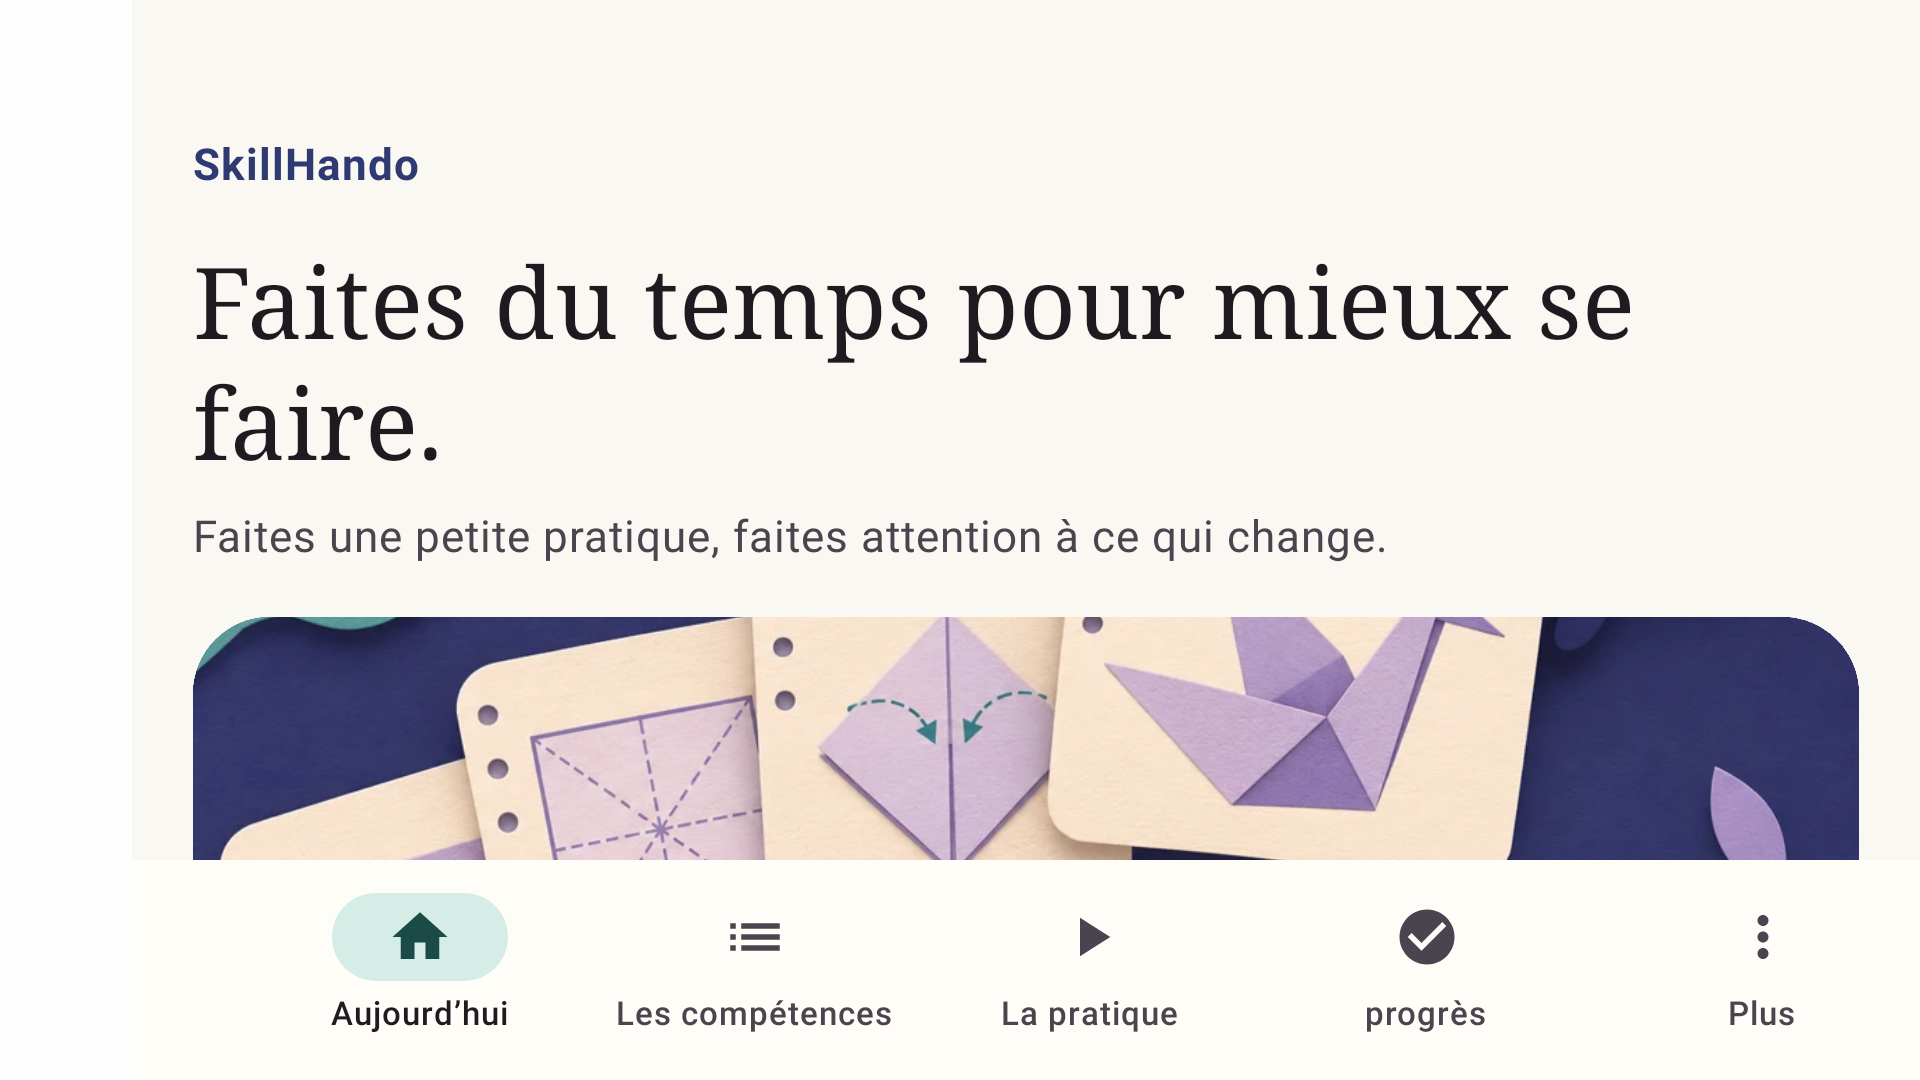 SkillHando
Faites du temps pour mieux se
faire.
Faites une petite pratique, faites attention à ce qui change.
Aujourd’hui
Les compétences
La pratique
progrès
Plus